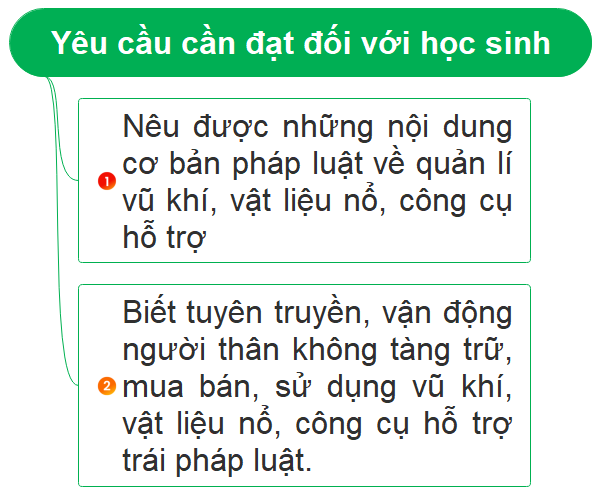 Yêu cầu cần đạt đối với học sinh
1
Nêu được những nội dung
cơ bản pháp luật về quản lí
vũ khí, vật liệu nổ, công cụ
hỗ trợ
2
Biết tuyên truyền, vận động
người thân không tàng trữ,
mua bán, sử dụng vũ khí,
vật liệu nổ, công cụ hỗ trợ
trái pháp luật.